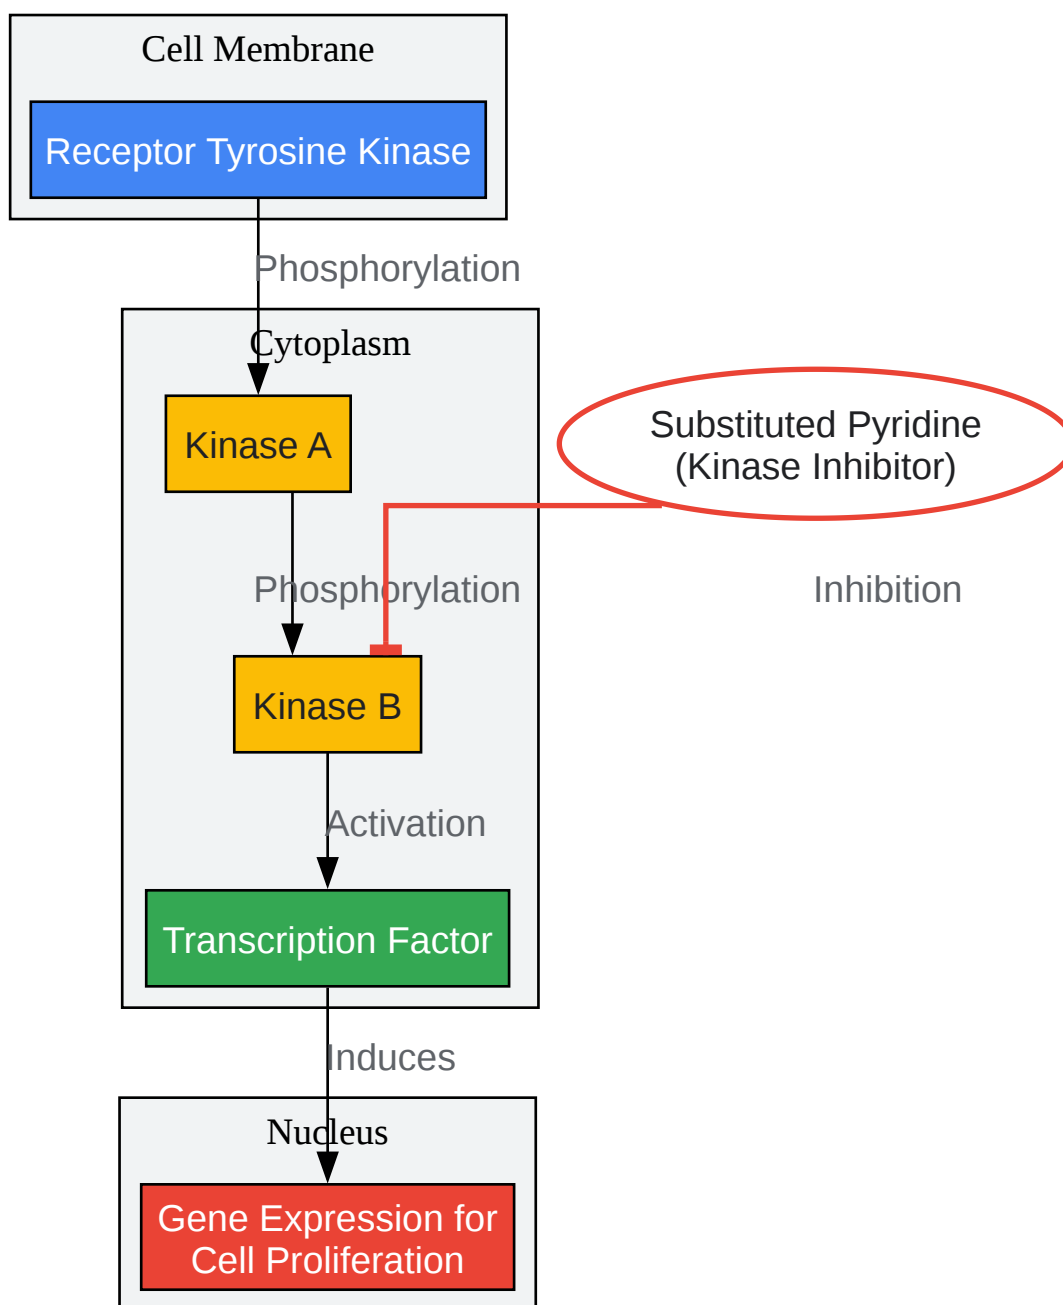 Cell Membrane
Receptor Tyrosine Kinase
Phosphorylation
Cytoplasm
Kinase A
Substituted Pyridine
(Kinase Inhibitor)
Phosphorylation
Inhibition
Kinase B
Activation
Transcription Factor
Induces
Nucleus
Gene Expression for
Cell Proliferation